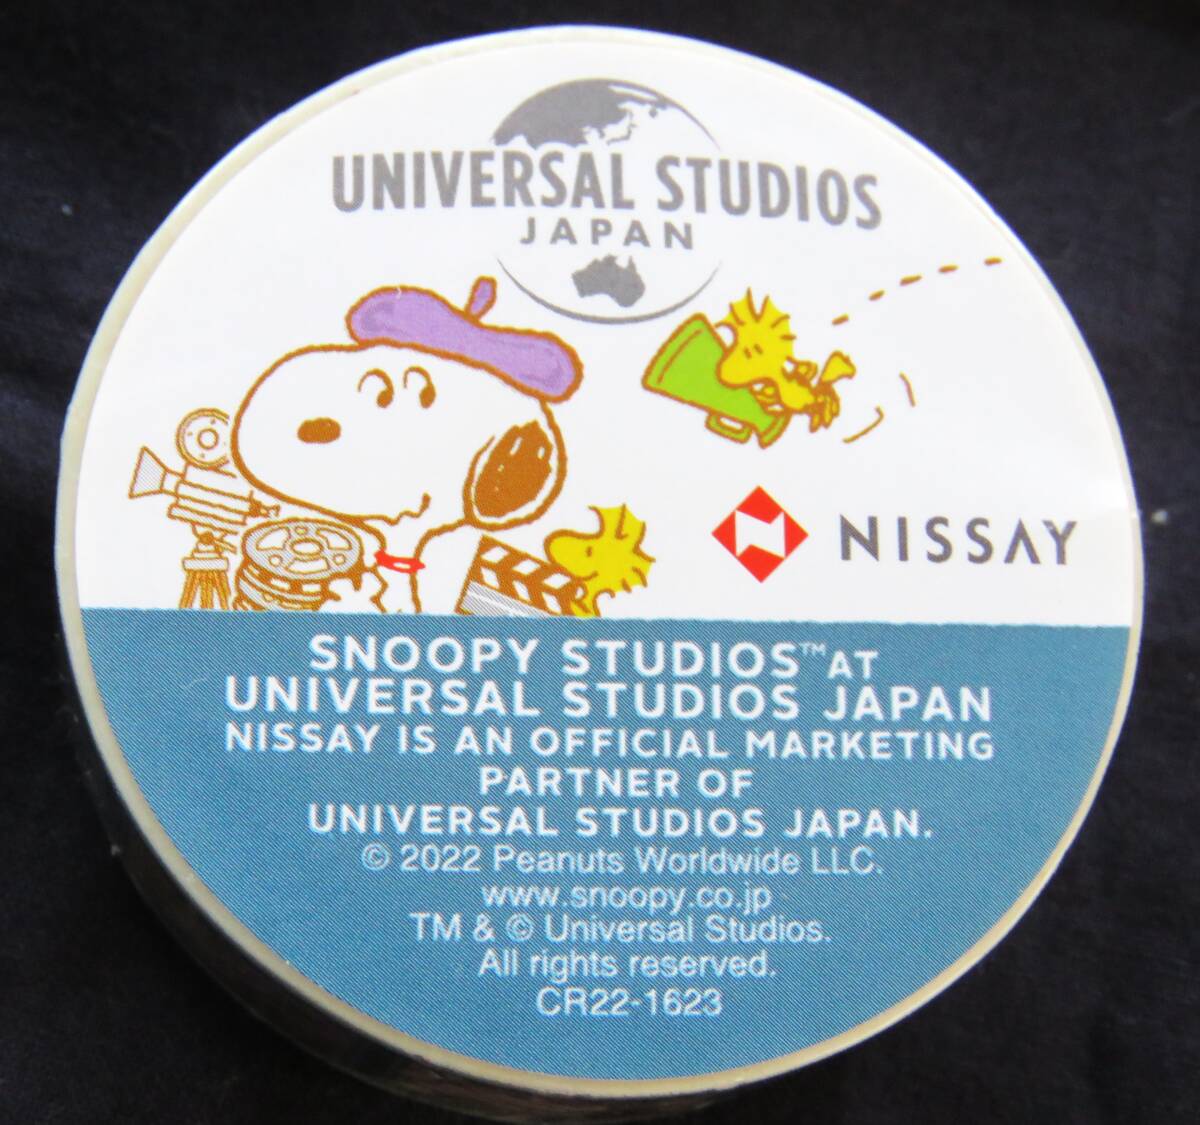 UNIVERSAL STUDIOS
JAPAN
NISSAY
SNOOPY STUDIOS™ AT
UNIVERSAL STUDIOS JAPAN
NISSAY IS AN OFFICIAL MARKETING
PARTNER OF
UNIVERSAL STUDIOS JAPAN.
© 2022 Peanuts Worldwide LLC.
www.snoopy.co.jp
TM & © Universal Studios.
All rights reserved.
CR22-1623